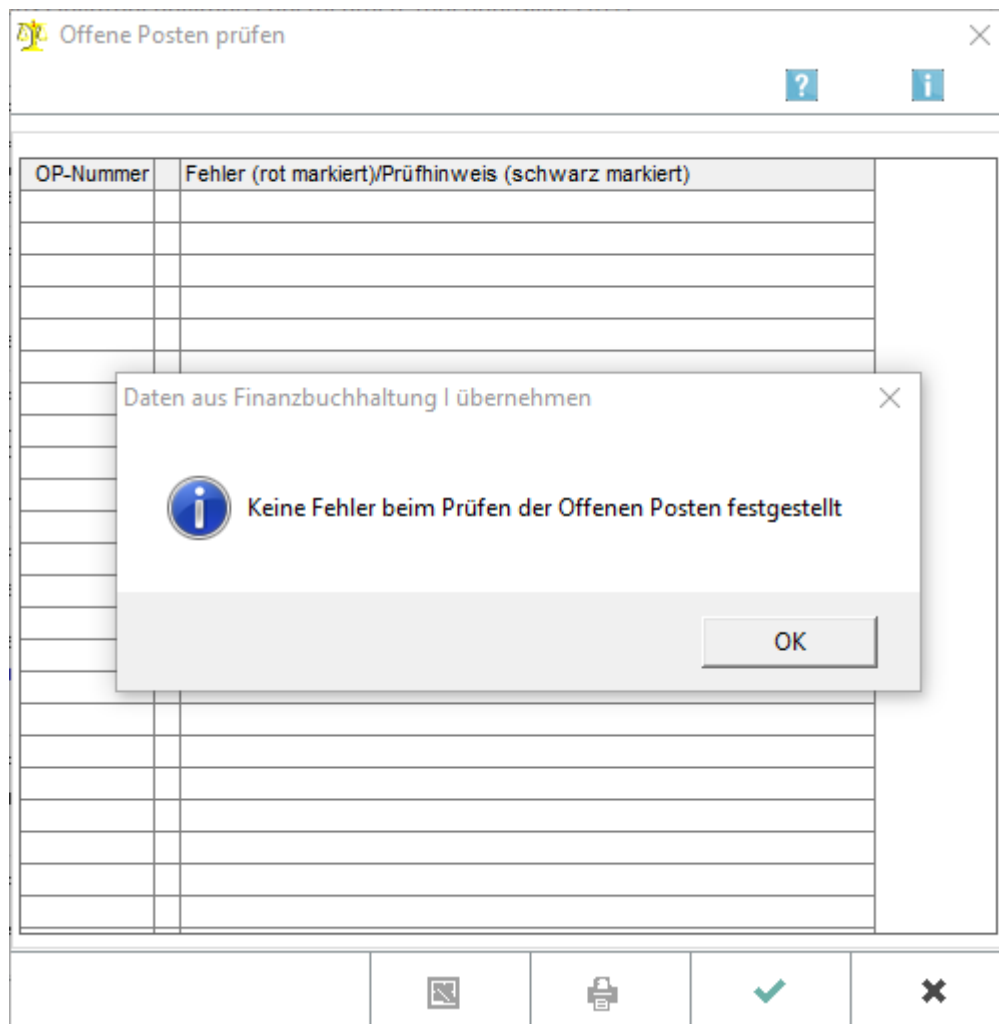 Offene Posten prüfen
?
i
OP-Nummer
Fehler (rot markiert)/Prüfhinweis (schwarz markiert)
Daten aus Finanzbuchhaltung I übernehmen
Keine Fehler beim Prüfen der Offenen Posten festgestellt
OK